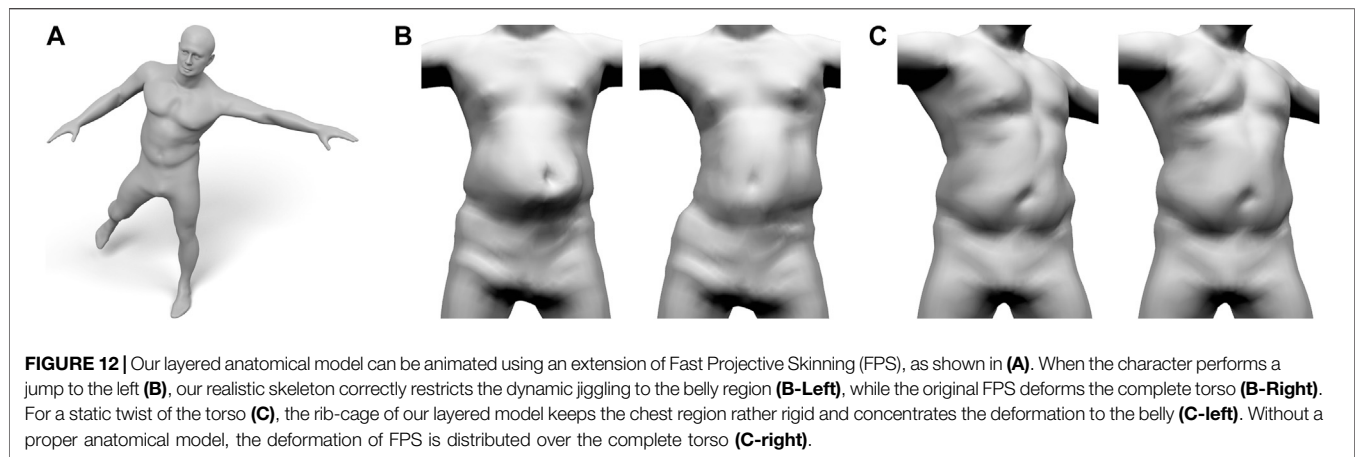 A
B
C
FIGURE 12 | Our layered anatomical model can be animated using an extension of Fast Projective Skinning (FPS), as shown in (A). When the character performs a
jump to the left (B), our realistic skeleton correctly restricts the dynamic jiggling to the belly region (B-Left), while the original FPS deforms the complete torso (B-Right).
For a static twist of the torso (C), the rib-cage of our layered model keeps the chest region rather rigid and concentrates the deformation to the belly (C-left). Without a
proper anatomical model, the deformation of FPS is distributed over the complete torso (C-right).